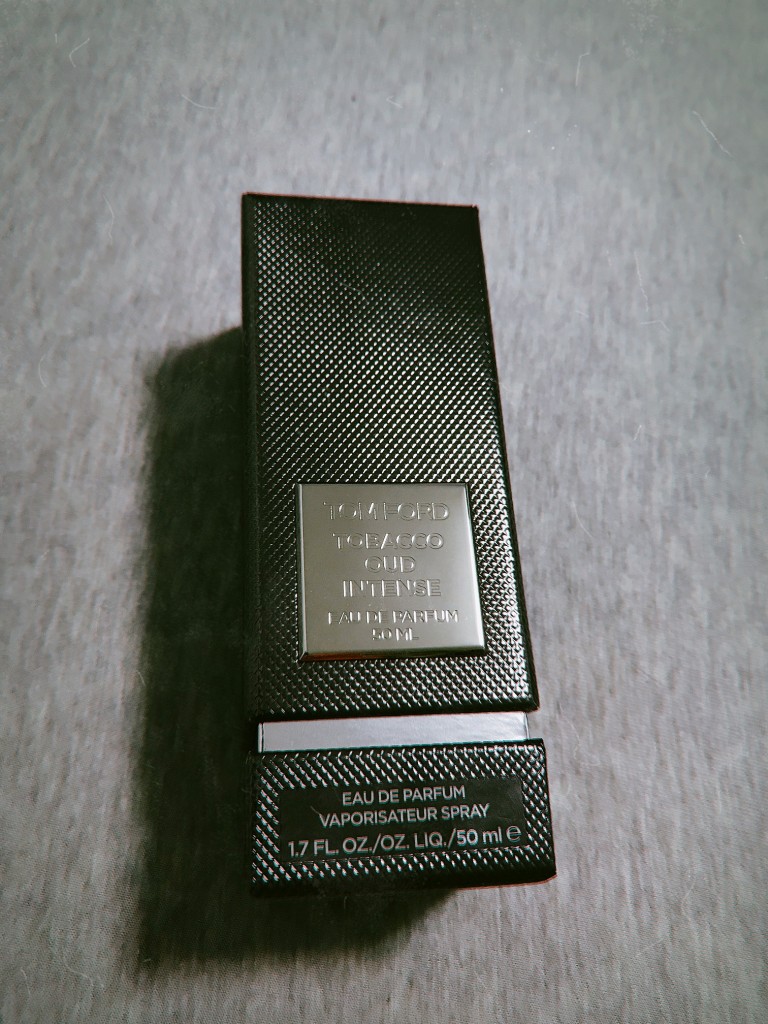 TOM FORD
TOBACCO
OUD
INTENSE
EAU DE PARFUM
50 ML
EAU DE PARFUM
VAPORISATEUR SPRAY
1.7 FL. OZ./OZ. LIQ./50 ml ℮